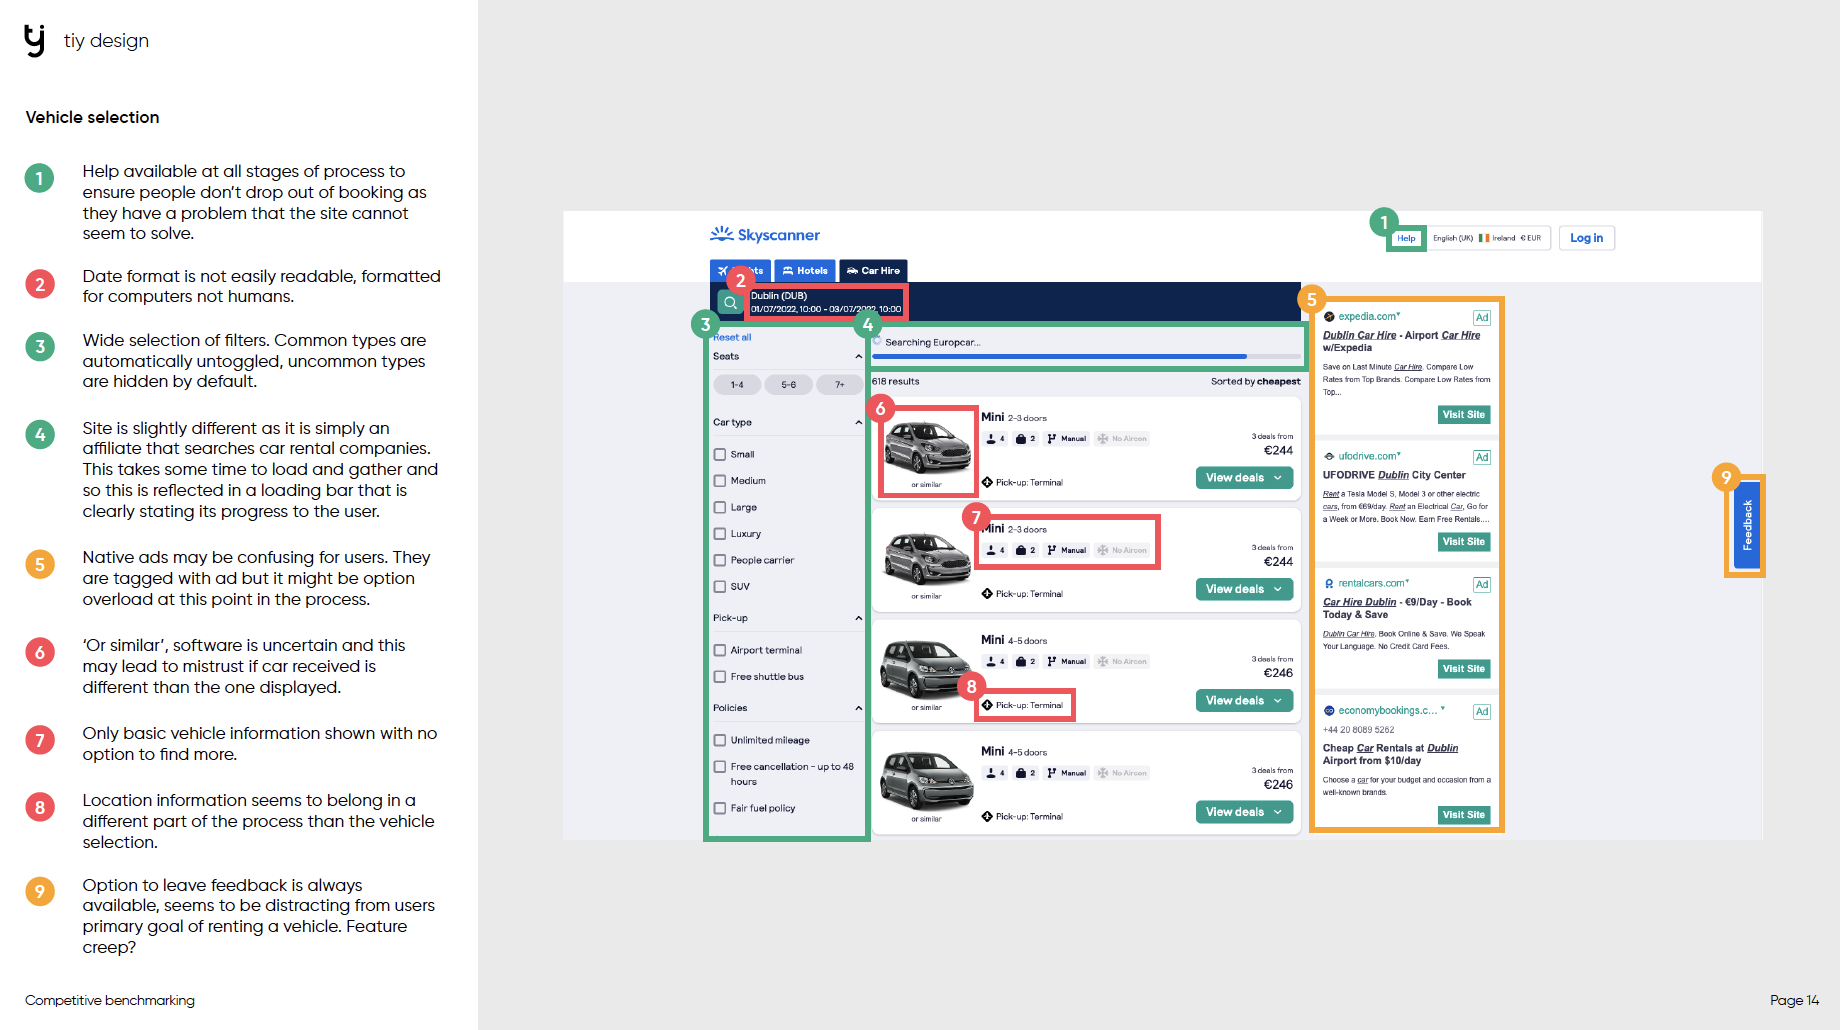 tiy design
Vehicle selection
1
Help available at all stages of process to
ensure people don't drop out of booking as
they have a problem that the site cannot
seem to solve.
2
Date format is not easily readable, formatted
for computers not humans.
3
Wide selection of filters. Common types are
automatically untoggled, uncommon types
are hidden by default.
4
Site is slightly different as it is simply an
affiliate that searches car rental companies.
This takes some time to load and gather and
so this is reflected in a loading bar that is
clearly stating its progress to the user.
5
Native ads may be confusing for users. They
are tagged with ad but it might be option
overload at this point in the process.
6
'Or similar', software is uncertain and this
may lead to mistrust if car received is
different than the one displayed.
7
Only basic vehicle information shown with no
option to find more.
8
Location information seems to belong in a
different part of the process than the vehicle
selection.
9
Option to leave feedback is always
available, seems to be distracting from users
primary goal of renting a vehicle. Feature
creep?
Competitive benchmarking
Page 14
Skyscanner
1
Help
English (UK) Ireland € EUR
Log in
Hotels
Car Hire
2
Dublin (DUB)
01/07/2022, 10:00 - 03/07/2022, 10:00
3
Reset all
Seats
1-4 5-6 7+
Car type
Small
Medium
Large
Luxury
People carrier
SUV
Pick-up
Airport terminal
Free shuttle bus
Policies
Unlimited mileage
Free cancellation - up to 48
hours
Fair fuel policy
4
Searching Europcar...
618 results
Sorted by cheapest
6
or similar
Mini 2-3 doors
4 2 Manual No Aircon
Pick-up: Terminal
3 deals from
€244
View deals
7
or similar
Mini 2-3 doors
4 2 Manual No Aircon
Pick-up: Terminal
3 deals from
€244
View deals
or similar
Mini 4-5 doors
4 2 Manual No Aircon
8
Pick-up: Terminal
3 deals from
€246
View deals
or similar
Mini 4-5 doors
4 2 Manual No Aircon
Pick-up: Terminal
3 deals from
€246
View deals
5
expedia.com
Ad
Dublin Car Hire - Airport Car Hire
w/Expedia
Save on Last Minute Car Hire. Compare Low
Rates from Top Brands. Compare Low Rates from
Top...
Visit Site
ufodrive.com
Ad
UFODRIVE Dublin City Center
Rent a Tesla Model S, Model 3 or other electric
cars, from €69/day. Rent an Electrical Car, Go for
a Week or More. Book Now. Earn Free Rentals....
Visit Site
rentalcars.com
Ad
Car Hire Dublin - €9/Day - Book
Today & Save
Dublin Car Hire. Book Online & Save. We Speak
Your Language. No Credit Card Fees.
Visit Site
economybookings.c...
Ad
+44 20 8089 5262
Cheap Car Rentals at Dublin
Airport from $10/day
Choose a car for your budget and occasion from a
well-known brands.
Visit Site
9
Feedback